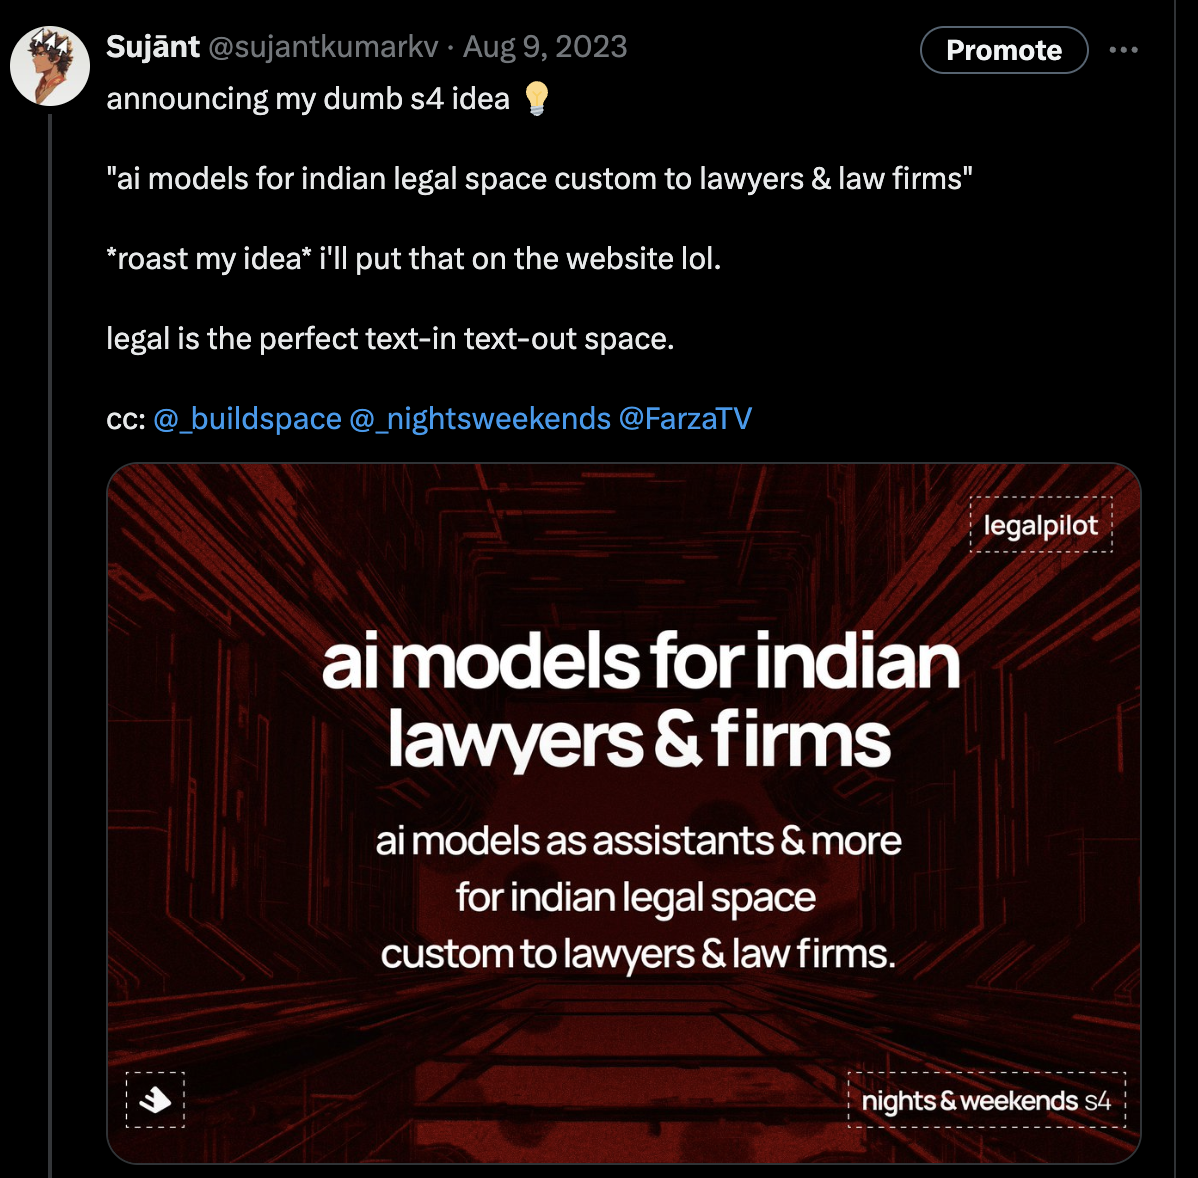 Sujānt @sujantkumarkv · Aug 9, 2023
Promote
announcing my dumb s4 idea 💡
"ai models for indian legal space custom to lawyers & law firms"
*roast my idea* i'll put that on the website lol.
legal is the perfect text-in text-out space.
cc: @_buildspace @_nightsweekends @FarzaTV
legalpilot
ai models for indian
lawyers & firms
ai models as assistants & more
for indian legal space
custom to lawyers & law firms.
nights & weekends s4